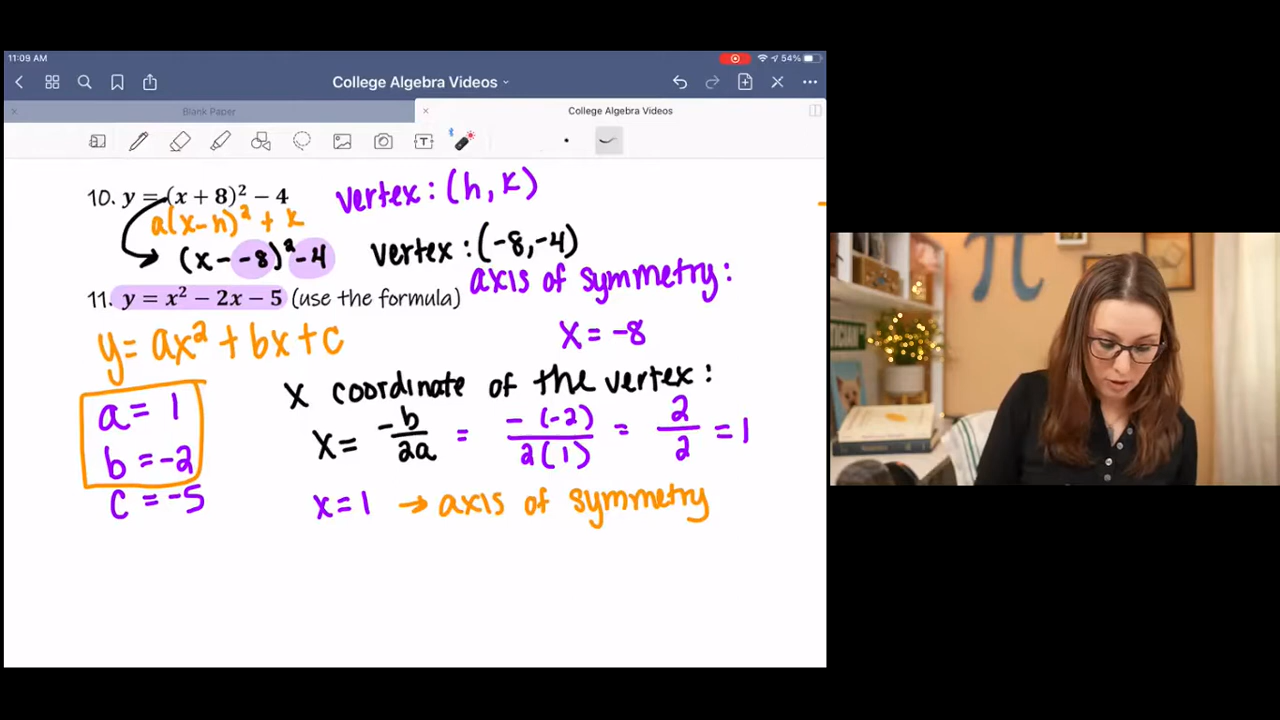 11:09 AM
54%
College Algebra Videos
Blank Paper
College Algebra Videos
T
10. y = (x + 8)² − 4
vertex: (h, k)
a(x-h)² + k
(x - -8)² -4
vertex: (-8, -4)
axis of symmetry:
x = -8
11. y = x² − 2x − 5 (use the formula)
y = ax² + bx + c
a = 1
b = -2
c = -5
x coordinate of the vertex:
x = -b/2a = -(-2)/2(1) = 2/2 = 1
x = 1 → axis of symmetry